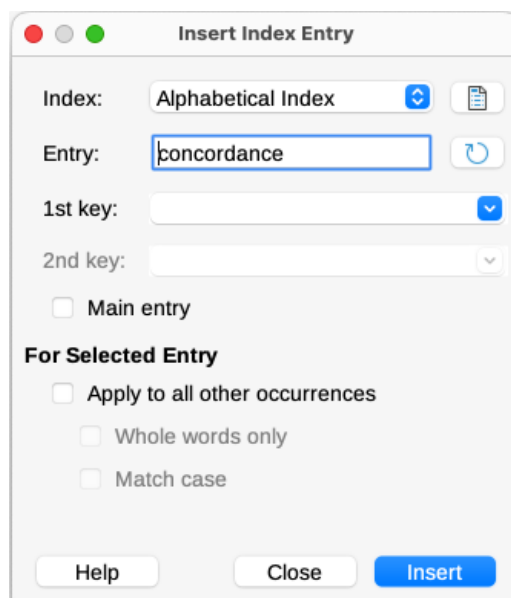 Insert Index Entry
Index: Alphabetical Index
Entry: concordance
1st key:
2nd key:
Main entry
For Selected Entry
Apply to all other occurrences
Whole words only
Match case
Help Close Insert